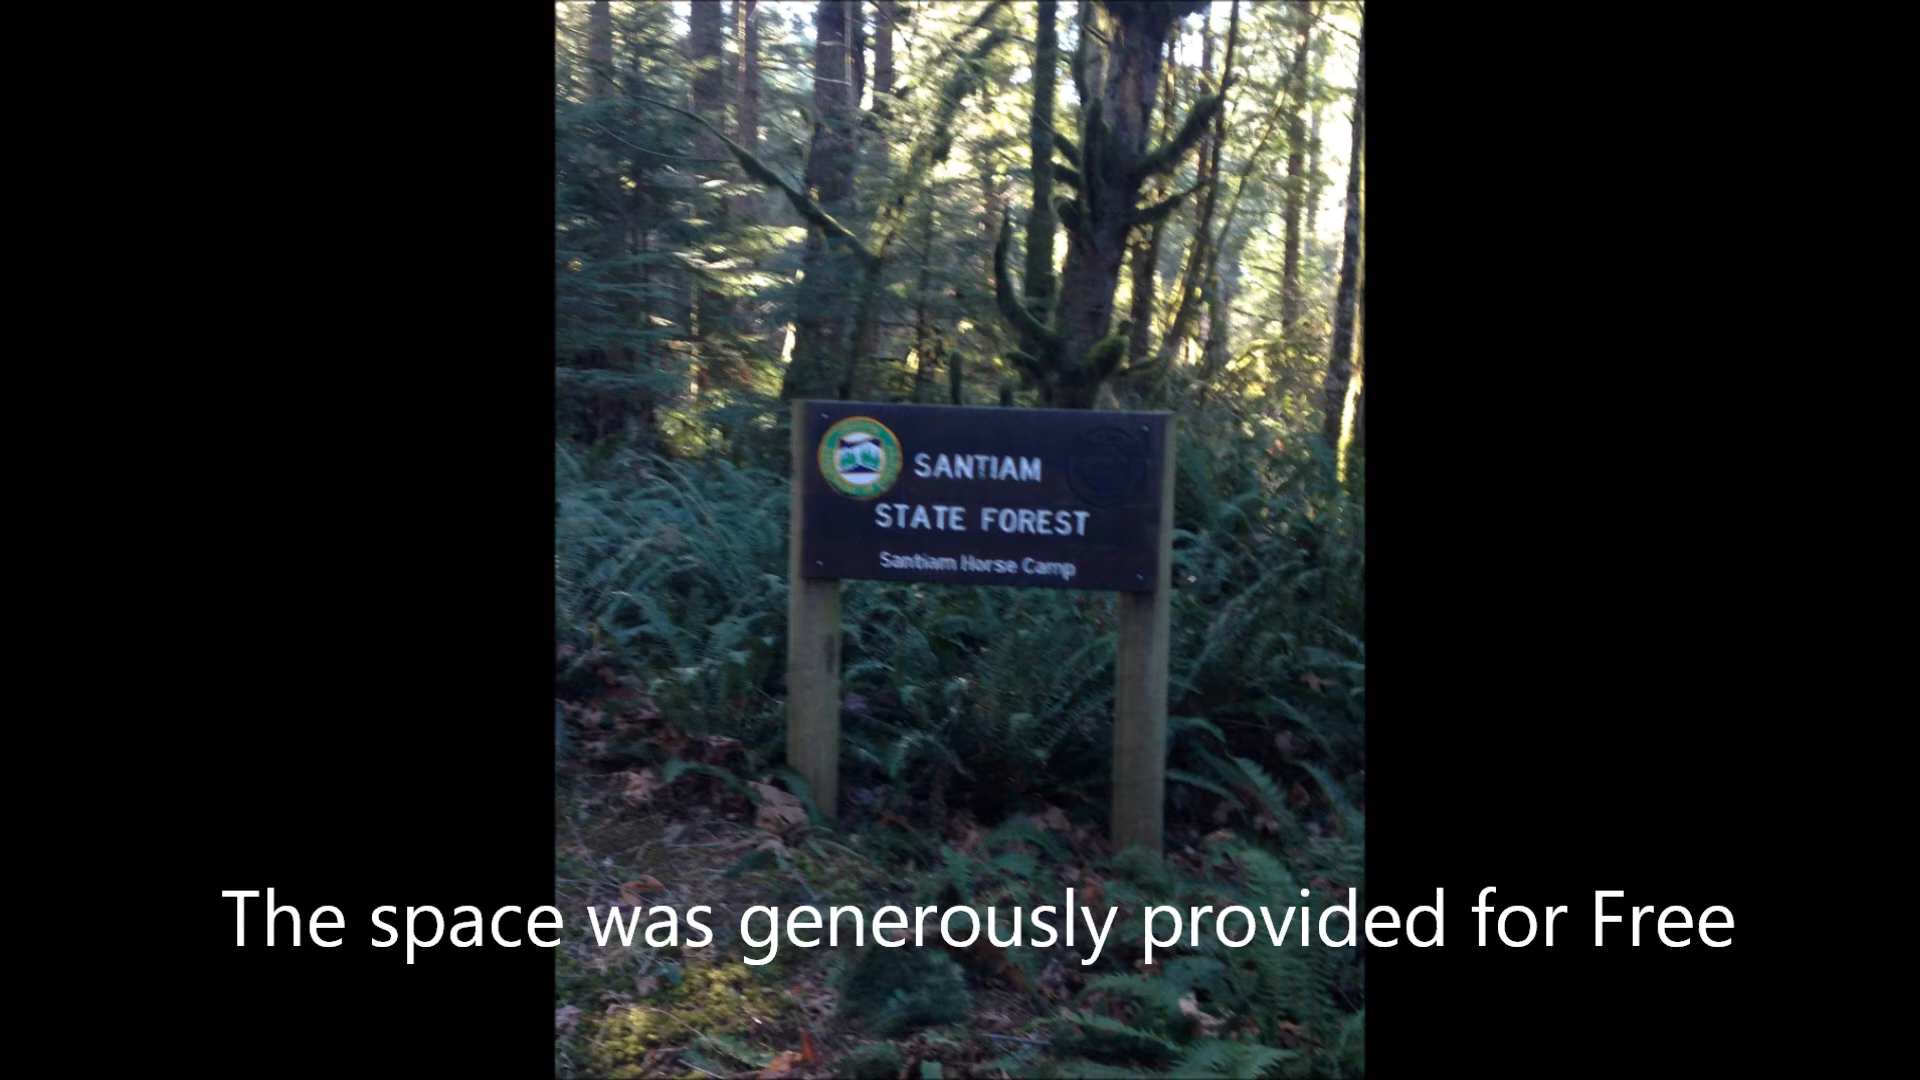 SANTIAM
STATE FOREST
Santiam Horse Camp
The space was generously provided for Free